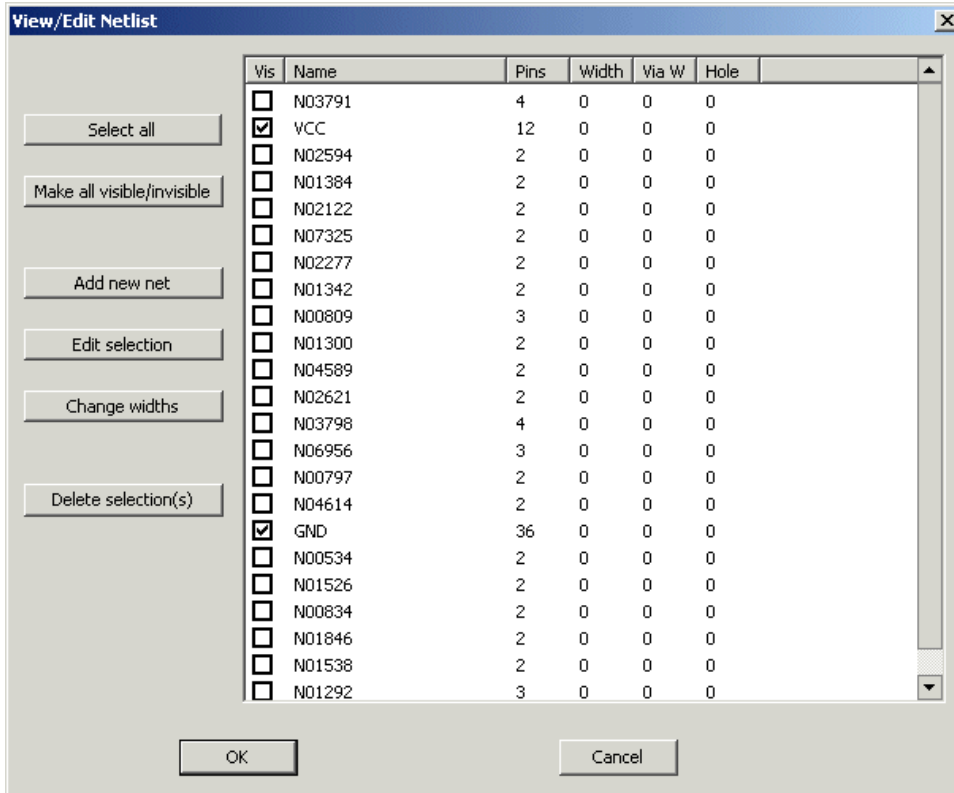 View/Edit Netlist
Vis Name Pins Width Via W Hole
N03791 4 0 0 0
Select all
VCC 12 0 0 0
N02594 2 0 0 0
Make all visible/invisible
N01384 2 0 0 0
N02122 2 0 0 0
N07325 2 0 0 0
N02277 2 0 0 0
Add new net
N01342 2 0 0 0
N00809 3 0 0 0
Edit selection
N01300 2 0 0 0
N04589 2 0 0 0
Change widths
N02621 2 0 0 0
N03798 4 0 0 0
N06956 3 0 0 0
N00797 2 0 0 0
Delete selection(s)
N04614 2 0 0 0
GND 36 0 0 0
N00534 2 0 0 0
N01526 2 0 0 0
N00834 2 0 0 0
N01846 2 0 0 0
N01538 2 0 0 0
N01292 3 0 0 0
OK Cancel